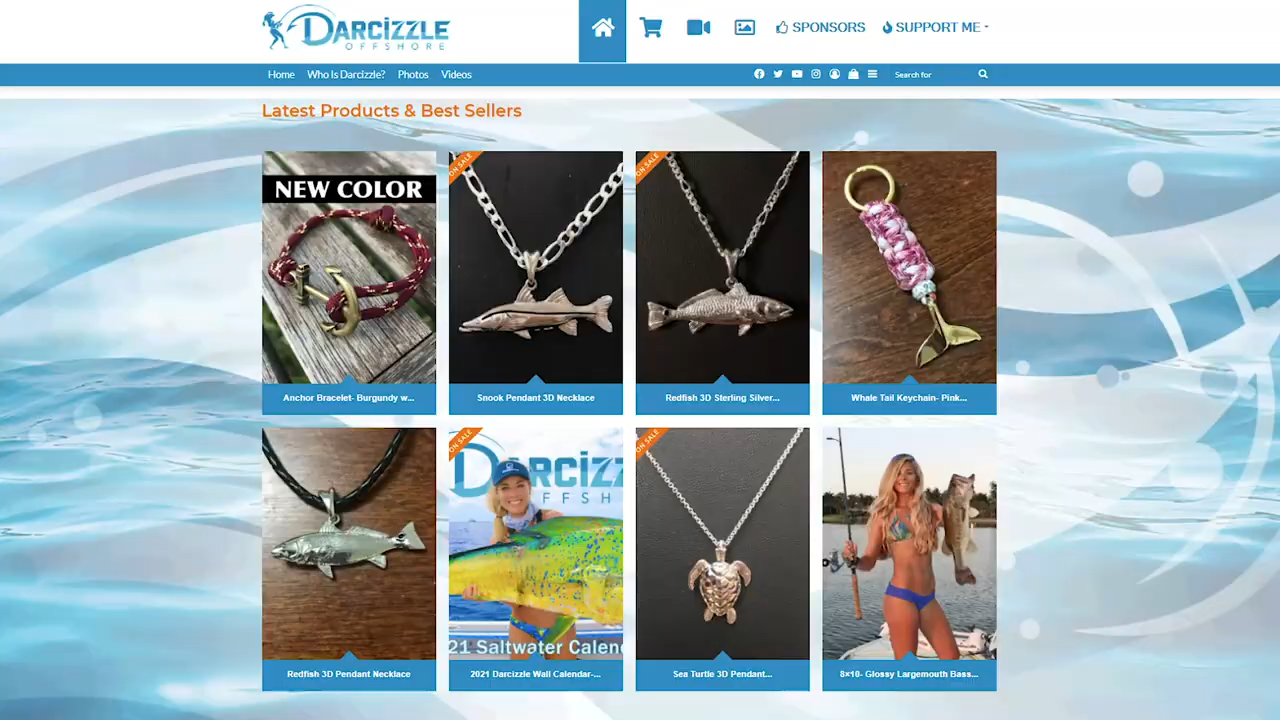 DARCIZZLE
OFFSHORE
SPONSORS
SUPPORT ME
Home
Who Is Darcizzle?
Photos
Videos
Search for
Latest Products & Best Sellers
NEW COLOR
ON SALE
ON SALE
Anchor Bracelet- Burgundy w...
Snook Pendant 3D Necklace
Redfish 3D Sterling Silver...
Whale Tail Keychain- Pink...
ON SALE
DARCIZZ
FFSH
21 Saltwater Calen
ON SALE
Redfish 3D Pendant Necklace
2021 Darcizzle Wall Calendar-...
Sea Turtle 3D Pendant...
8×10- Glossy Largemouth Bass...